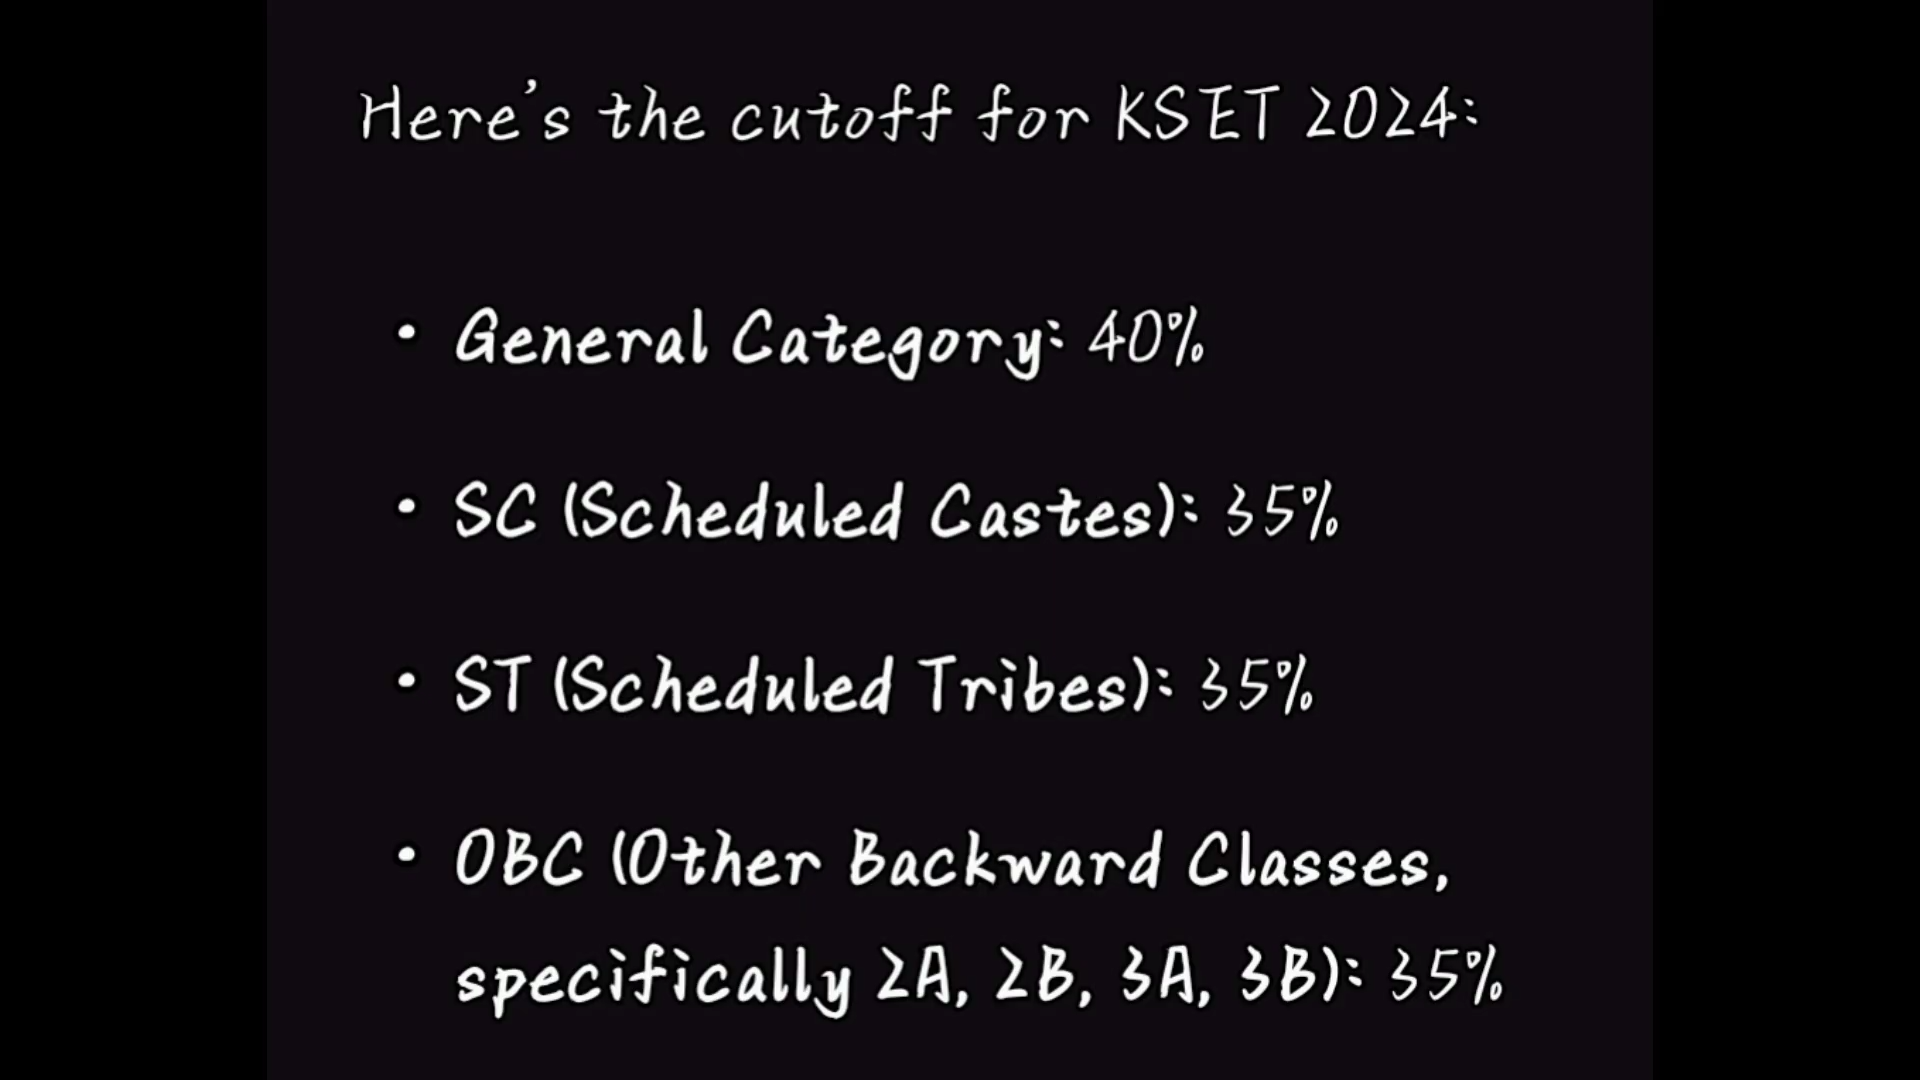 Here's the cutoff for KSET 2024:
• General Category: 40%
• SC (Scheduled Castes): 35%
• ST (Scheduled Tribes): 35%
• OBC (Other Backward Classes,
specifically 2A, 2B, 3A, 3B): 35%